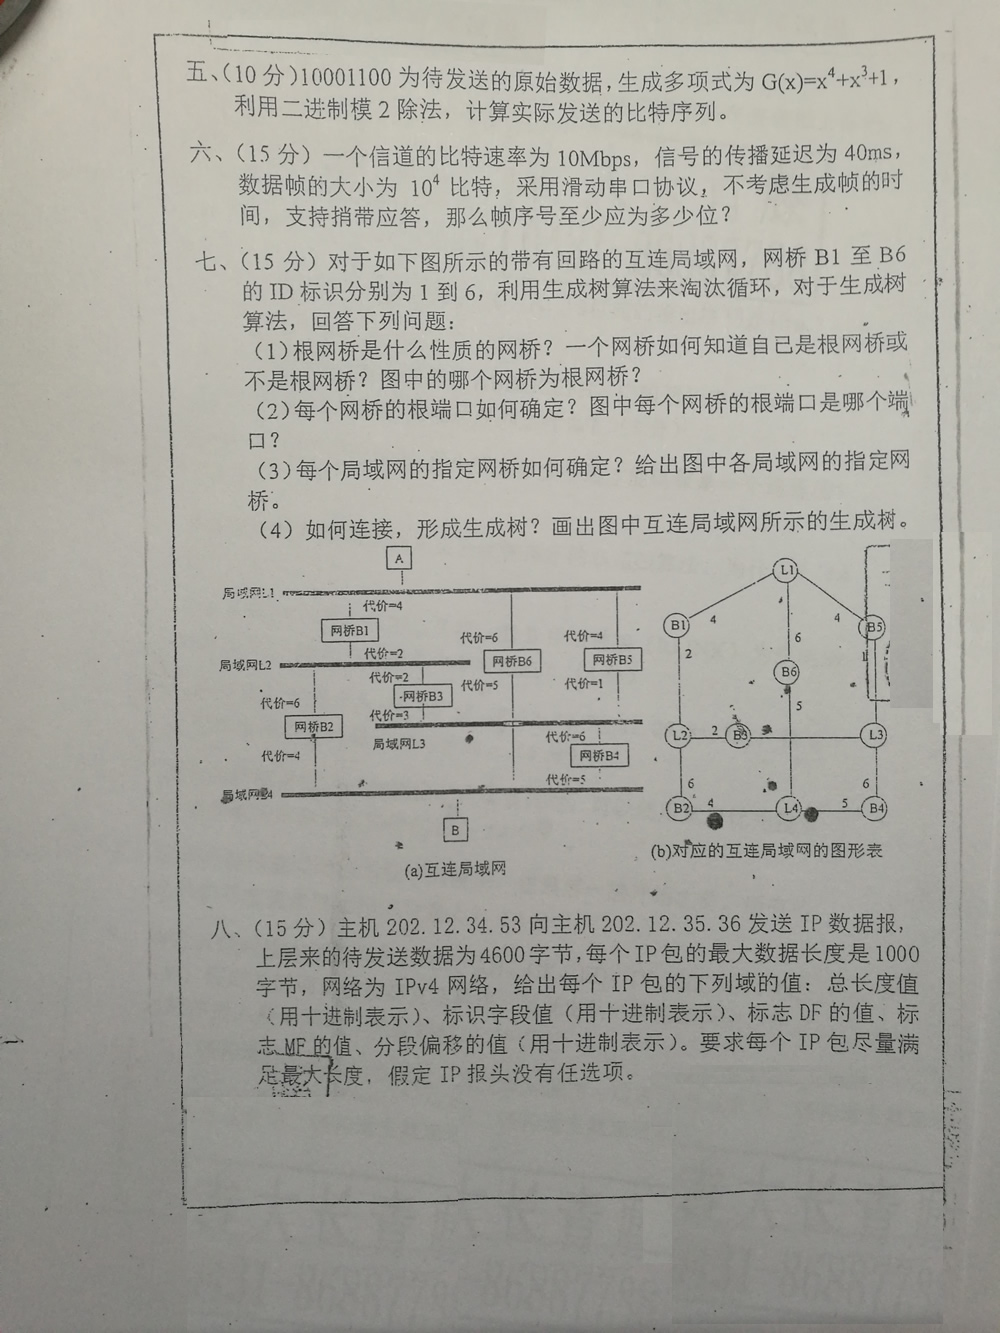 五、(10 分)10001100 为待发送的原始数据,生成多项式为 G(x)=x⁴+x³+1,
利用二进制模 2 除法，计算实际发送的比特序列。
六、(15 分) 一个信道的比特速率为 10Mbps，信号的传播延迟为 40ms，
数据帧的大小为 10⁴ 比特，采用滑动串口协议，不考虑生成帧的时
间，支持捎带应答，那么帧序号至少应为多少位？
七、(15 分) 对于如下图所示的带有回路的互连局域网，网桥 B1 至 B6
的 ID 标识分别为 1 到 6，利用生成树算法来淘汰循环，对于生成树
算法，回答下列问题：
(1)根网桥是什么性质的网桥？一个网桥如何知道自己是根网桥或
不是根网桥？图中的哪个网桥为根网桥？
(2)每个网桥的根端口如何确定？图中每个网桥的根端口是哪个端
口？
(3)每个局域网的指定网桥如何确定？给出图中各局域网的指定网
桥。
(4) 如何连接，形成生成树？画出图中互连局域网所示的生成树。
A
局域网L1
代价=4
网桥B1
代价=2
局域网L2
代价=6
网桥B2
代价=4
代价=2
网桥B3
代价=3
局域网L3
代价=6
网桥B6
代价=5
代价=4
网桥B5
代价=1
代价=6
网桥B4
代价=5
局域网L4
B
(a)互连局域网
L1
4
6
4
B1
B5
2
B6
1
5
L2
2
B3
L3
6
6
B2
4
L4
5
B4
(b)对应的互连局域网的图形表
八、(15 分) 主机 202.12.34.53 向主机 202.12.35.36 发送 IP 数据报，
上层来的待发送数据为4600字节,每个IP包的最大数据长度是1000
字节，网络为 IPv4 网络，给出每个 IP 包的下列域的值：总长度值
(用十进制表示)、标识字段值(用十进制表示)、标志 DF 的值、标
志 MF 的值、分段偏移的值(用十进制表示)。要求每个 IP 包尽量满
足最大长度，假定 IP 报头没有任选项。